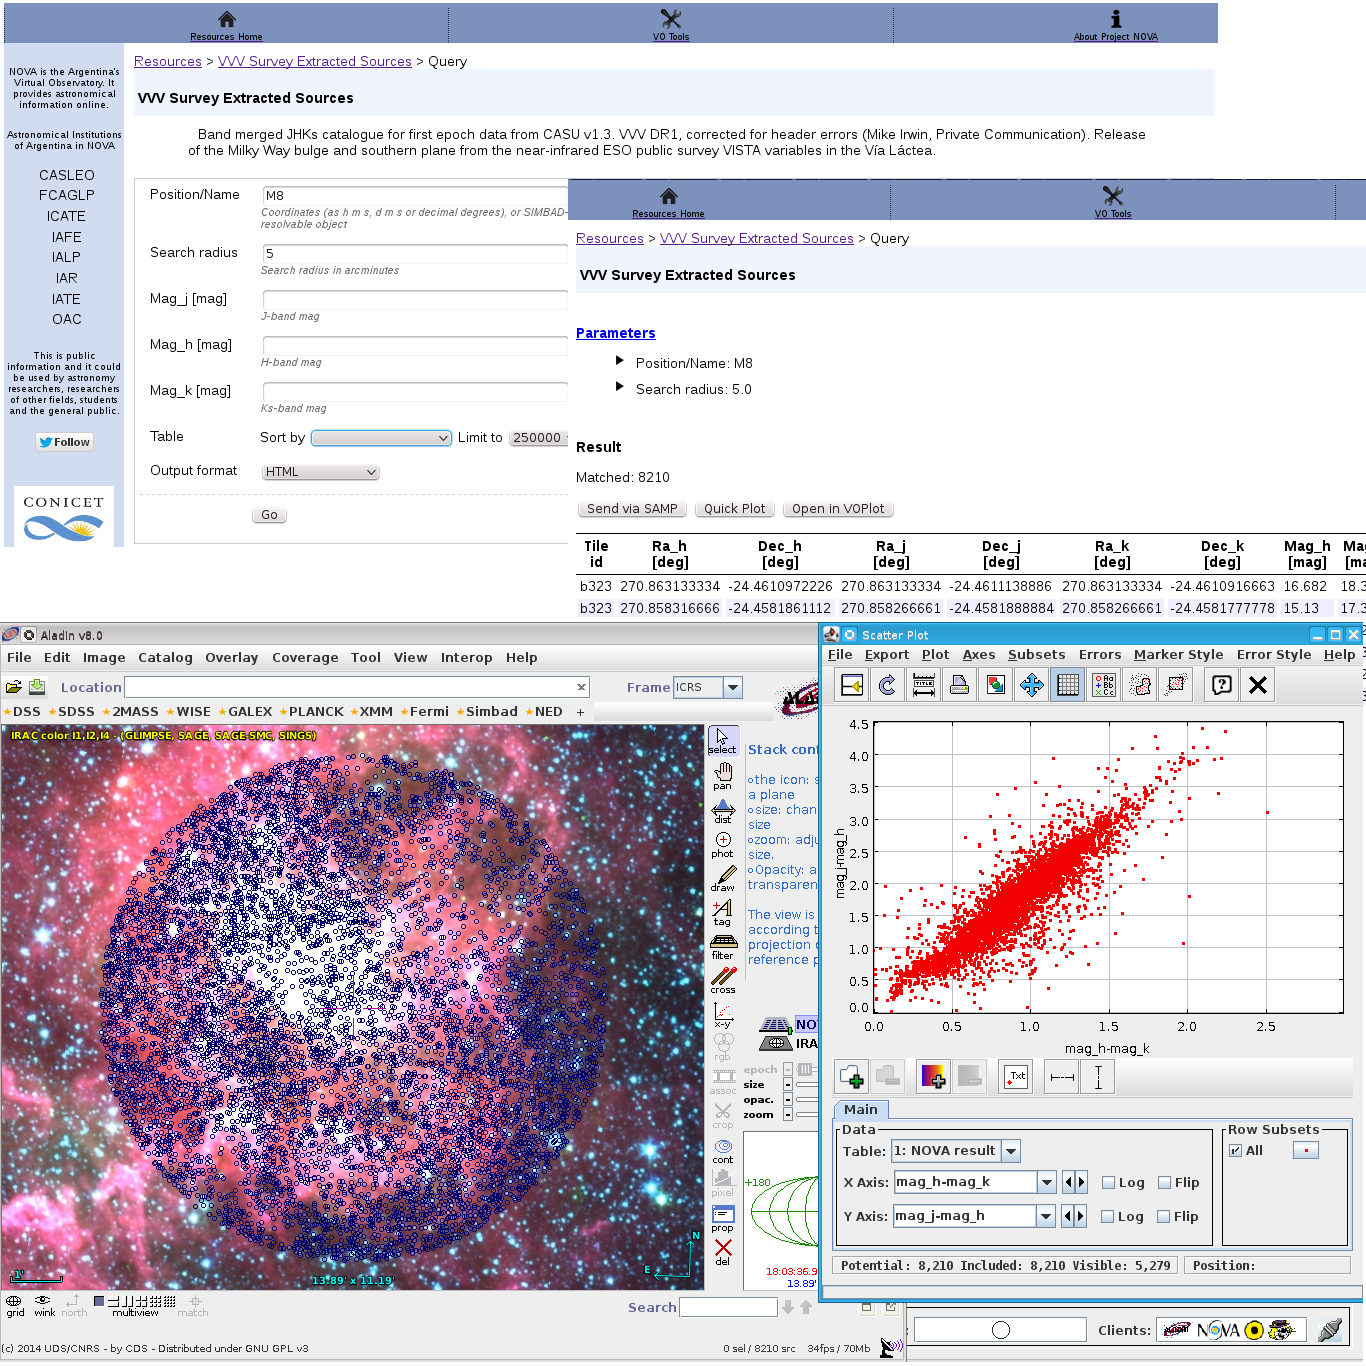 Resources Home
VO Tools
About Project NOVA
NOVA is the Argentina's
Virtual Observatory. It
provides astronomical
information online.
Astronomical Institutions
of Argentina in NOVA
CASLEO
FCAGLP
ICATE
IAFE
IALP
IAR
IATE
OAC
This is public
information and it could
be used by astronomy
researchers, researchers
of other fields, students
and the general public.
Follow
CONICET
Resources > VVV Survey Extracted Sources > Query
VVV Survey Extracted Sources
Band merged JHKs catalogue for first epoch data from CASU v1.3. VVV DR1, corrected for header errors (Mike Irwin, Private Communication). Release
of the Milky Way bulge and southern plane from the near-infrared ESO public survey VISTA variables in the Vía Láctea.
Position/Name M8
Coordinates (as h m s, d m s or decimal degrees), or SIMBAD-
resolvable object
Search radius 5
Search radius in arcminutes
Mag_j [mag]
J-band mag
Mag_h [mag]
H-band mag
Mag_k [mag]
Ks-band mag
Table Sort by Limit to 250000
Output format HTML
Go
Resources Home
VO Tools
Resources > VVV Survey Extracted Sources > Query
VVV Survey Extracted Sources
Parameters
Position/Name: M8
Search radius: 5.0
Result
Matched: 8210
Send via SAMP Quick Plot Open in VOPlot
Tile Ra_h Dec_h Ra_j Dec_j Ra_k Dec_k Mag_h
id [deg] [deg] [deg] [deg] [deg] [deg] [mag]
b323 270.863133334 -24.4610972226 270.863133334 -24.4611138886 270.863133334 -24.4610916663 16.682 18.3
b323 270.858316666 -24.4581861112 270.858266661 -24.4581888884 270.858266661 -24.4581777778 15.13 17.3
Aladin v8.0
File Edit Image Catalog Overlay Coverage Tool View Interop Help
Location Frame ICRS
DSS SDSS 2MASS WISE GALEX PLANCK XMM Fermi Simbad NED +
IRAC color I1,I2,I4 - (GLIMPSE, SAGE, SAGE-SMC, SINGS)
1'
13.89' x 11.19'
N
E
select
pan
dist
phot
draw
tag
filter
cross
x-y
rgb
assoc
crop
cont
pixel
prop
del
Stack cont
the icon: s
a plane
size: chan
size
zoom: adju
size.
Opacity: a
transparen
The view is
according t
projection
reference p
NO
IRA
epoch
size
opac.
zoom
+180
18:03:36.9
13.89'
grid wink north multiview match
Search
(c) 2014 UDS/CNRS - by CDS - Distributed under GNU GPL v3
0 sel / 8210 src 34fps / 70Mb
Scatter Plot
File Export Plot Axes Subsets Errors Marker Style Error Style Help
4.5
4.0
3.5
3.0
2.5
2.0
1.5
1.0
0.5
0.0
mag_j-mag_h
0.0 0.5 1.0 1.5 2.0 2.5
mag_h-mag_k
Txt
Main
Data
Table: 1: NOVA result
X Axis: mag_h-mag_k Log Flip
Y Axis: mag_j-mag_h Log Flip
Row Subsets
All
Potential: 8,210 Included: 8,210 Visible: 5,279 Position:
Clients:
NOVA